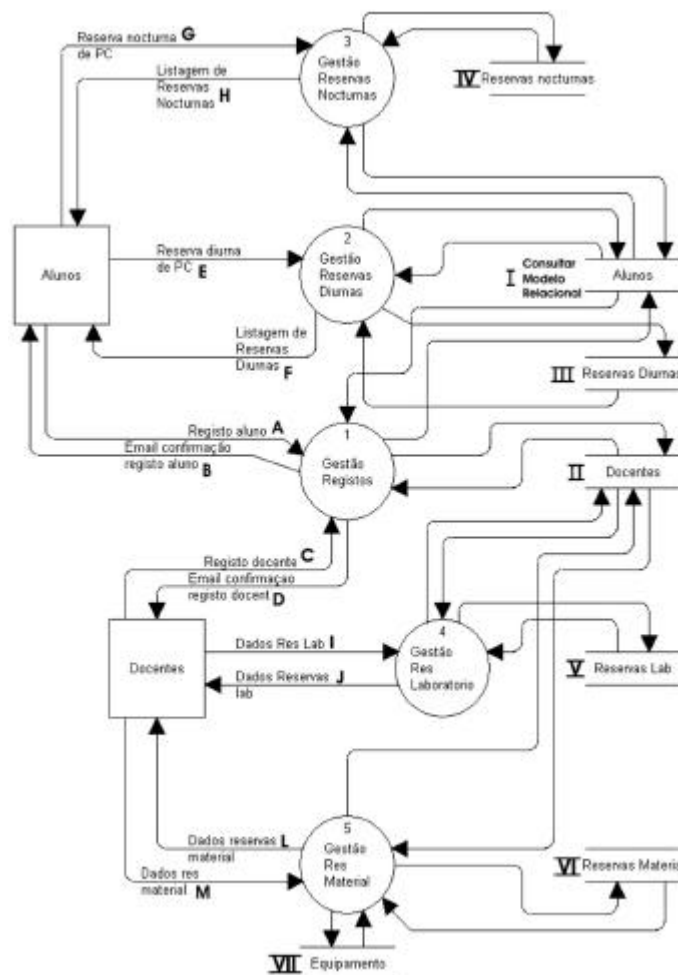 Reserva nocturna G
de PC
3
Gestão
Reservas
Nocturnas
Listagem de
Reservas
Nocturnas H
IV Reservas nocturnas
Alunos
Reserva diurna
de PC E
2
Gestão
Reservas
Diurnas
I Consultar
Modelo
Relacional
Alunos
Listagem de
Reservas
Diurnas
F
III Reservas Diurnas
Registo aluno A
Email confirmação
registo aluno B
1
Gestão
Registos
II Docentes
Registo docente C
Email confirmaçao
registo docent D
Docentes
Dados Res Lab I
4
Gestão
Res
Laboratorio
Dados Reservas J
lab
V Reservas Lab
Dados reservas L
material
5
Gestão
Res
Material
Dados res
material M
VI Reservas Materia
VII Equipamento